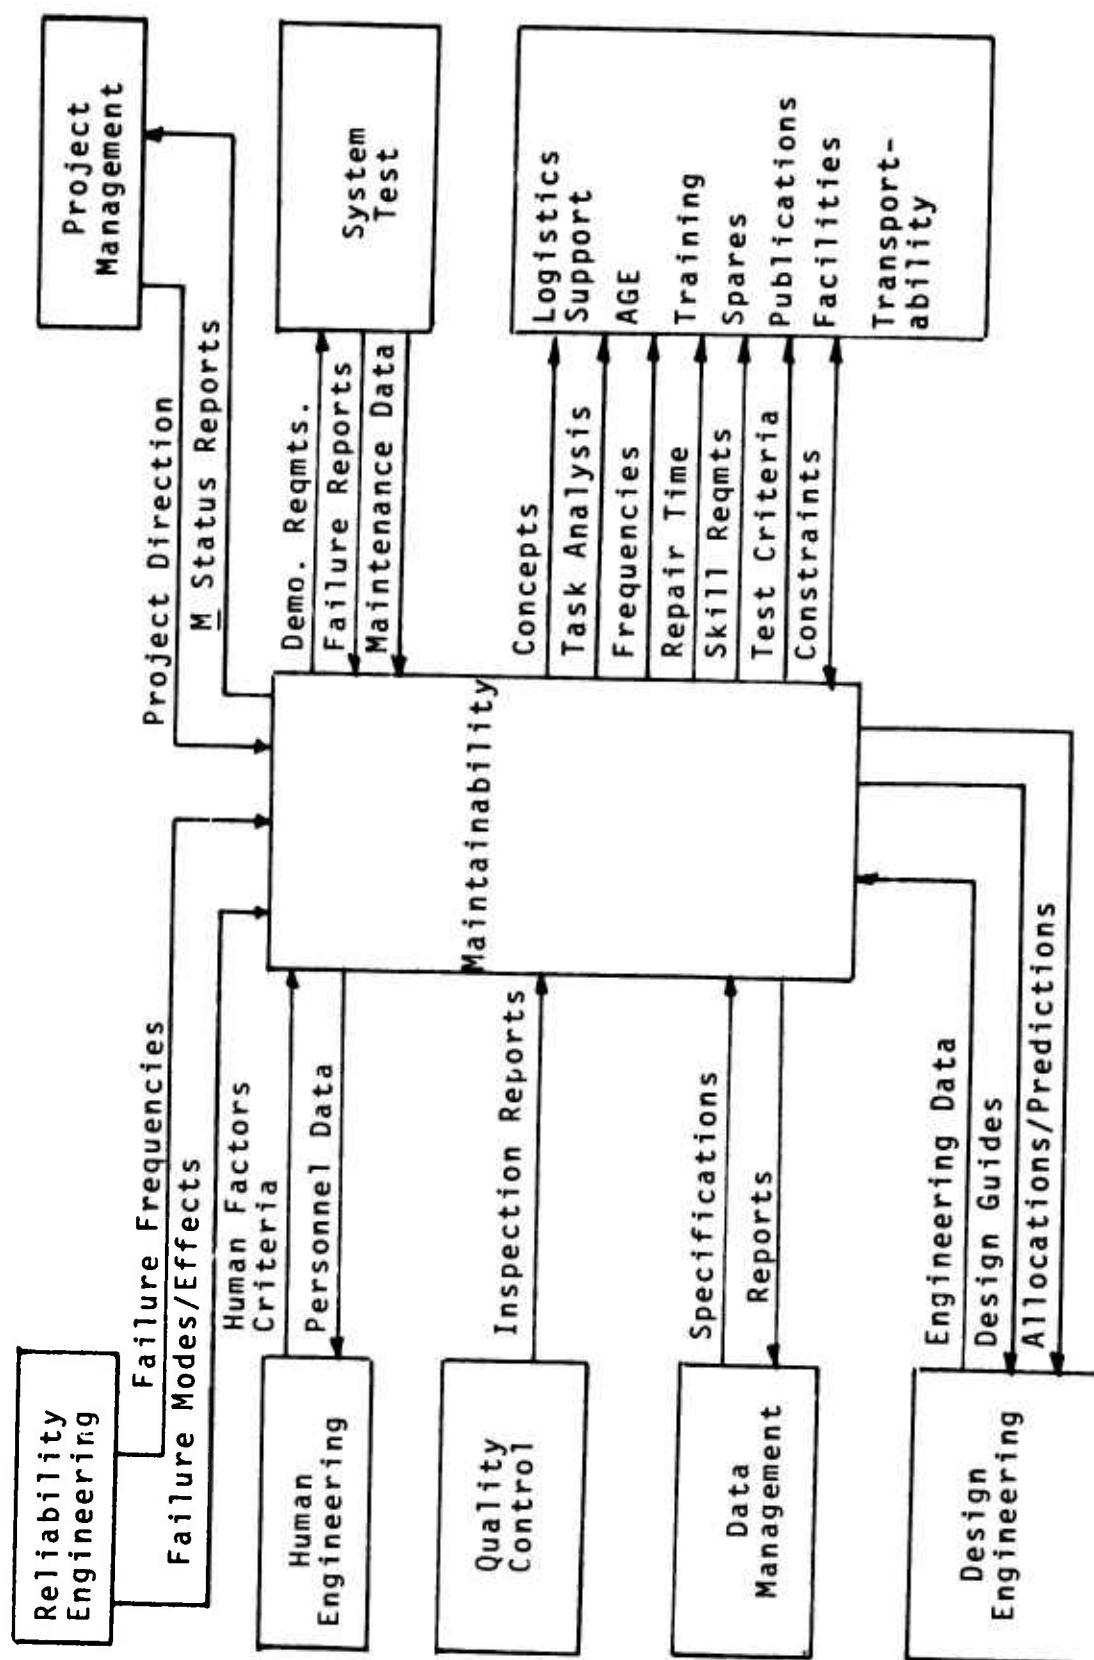 Reliability
Engineering
Failure Frequencies
Failure Modes/Effects
Project
Management
Project Direction
M Status Reports
Human
Engineering
Human Factors
Criteria
Personnel Data
Quality
Control
Inspection Reports
Data
Management
Specifications
Reports
Design
Engineering
Engineering Data
Design Guides
Allocations/Predictions
Maintainability
System
Test
Demo. Reqmts.
Failure Reports
Maintenance Data
Concepts
Task Analysis
Frequencies
Repair Time
Skill Reqmts
Test Criteria
Constraints
Logistics
Support
AGE
Training
Spares
Publications
Facilities
Transport-
ability